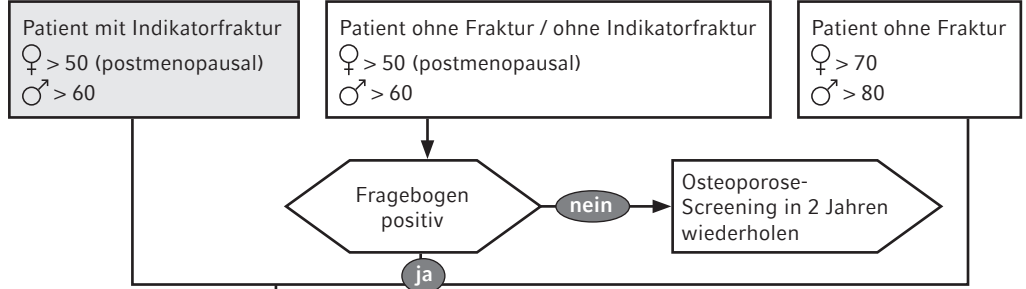 Patient mit Indikatorfraktur
♀ > 50 (postmenopausal)
♂ > 60
Patient ohne Fraktur / ohne Indikatorfraktur
♀ > 50 (postmenopausal)
♂ > 60
Patient ohne Fraktur
♀ > 70
♂ > 80
Fragebogen
positiv
nein
Osteoporose-
Screening in 2 Jahren
wiederholen
ja